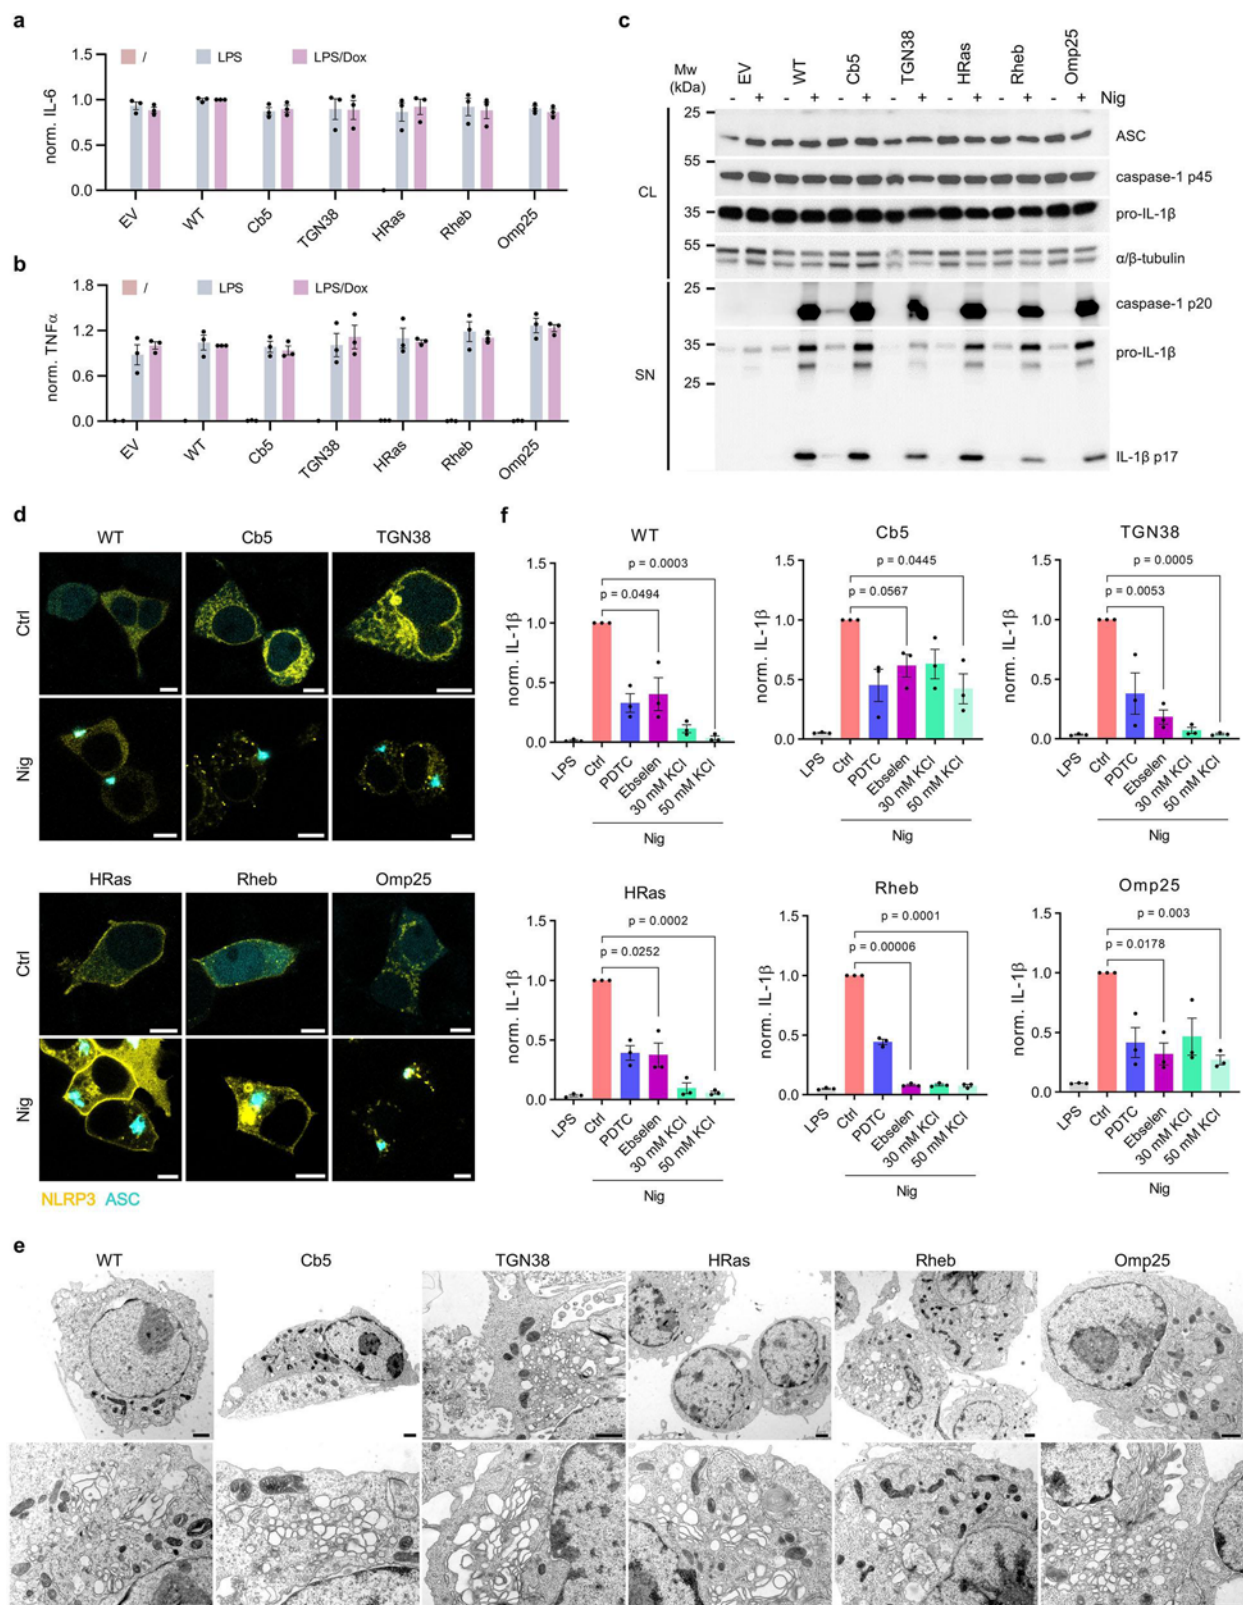 a
norm. IL-6
1.5
1.0
0.5
0.0
/ LPS LPS/Dox
EV WT Cb5 TGN38 HRas Rheb Omp25
b
norm. TNFα
1.8
1.2
0.6
0.0
/ LPS LPS/Dox
EV WT Cb5 TGN38 HRas Rheb Omp25
c
Mw
(kDa)
EV WT Cb5 TGN38 HRas Rheb Omp25
- + - + - + - + - + - + - + Nig
CL
25 ASC
55 caspase-1 p45
35 pro-IL-1β
55 α/β-tubulin
SN
25 caspase-1 p20
35 pro-IL-1β
25
IL-1β p17
d
WT Cb5 TGN38
Ctrl
Nig
HRas Rheb Omp25
Ctrl
Nig
NLRP3 ASC
f
WT
norm. IL-1β
1.5
1.0
0.5
0.0
p = 0.0003
p = 0.0494
LPS Ctrl PDTC Ebselen 30 mM KCl 50 mM KCl
Nig
Cb5
norm. IL-1β
1.5
1.0
0.5
0.0
p = 0.0445
p = 0.0567
LPS Ctrl PDTC Ebselen 30 mM KCl 50 mM KCl
Nig
TGN38
norm. IL-1β
1.5
1.0
0.5
0.0
p = 0.0005
p = 0.0053
LPS Ctrl PDTC Ebselen 30 mM KCl 50 mM KCl
Nig
HRas
norm. IL-1β
1.5
1.0
0.5
0.0
p = 0.0002
p = 0.0252
LPS Ctrl PDTC Ebselen 30 mM KCl 50 mM KCl
Nig
Rheb
norm. IL-1β
1.5
1.0
0.5
0.0
p = 0.0001
p = 0.00006
LPS Ctrl PDTC Ebselen 30 mM KCl 50 mM KCl
Nig
Omp25
norm. IL-1β
1.5
1.0
0.5
0.0
p = 0.003
p = 0.0178
LPS Ctrl PDTC Ebselen 30 mM KCl 50 mM KCl
Nig
e
WT Cb5 TGN38 HRas Rheb Omp25